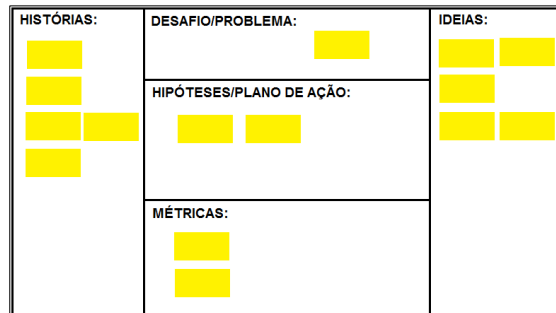 HISTÓRIAS:
DESAFIO/PROBLEMA:
HIPÓTESES/PLANO DE AÇÃO:
MÉTRICAS:
IDEIAS: